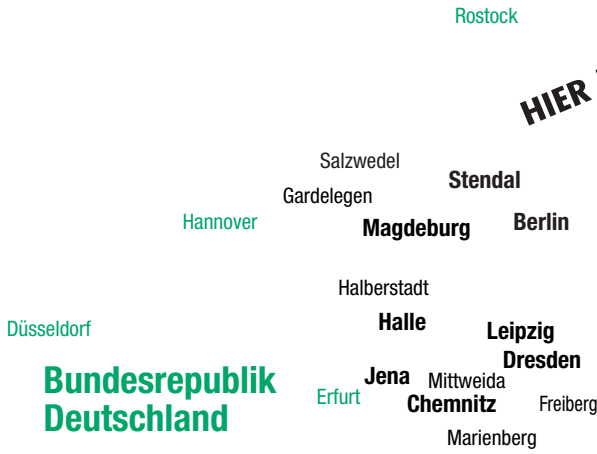 Rostock
HIER
Salzwedel
Stendal
Gardelegen
Hannover
Magdeburg
Berlin
Halberstadt
Halle
Leipzig
Düsseldorf
Dresden
Bundesrepublik
Deutschland
Jena
Mittweida
Erfurt
Chemnitz
Freiberg
Marienberg